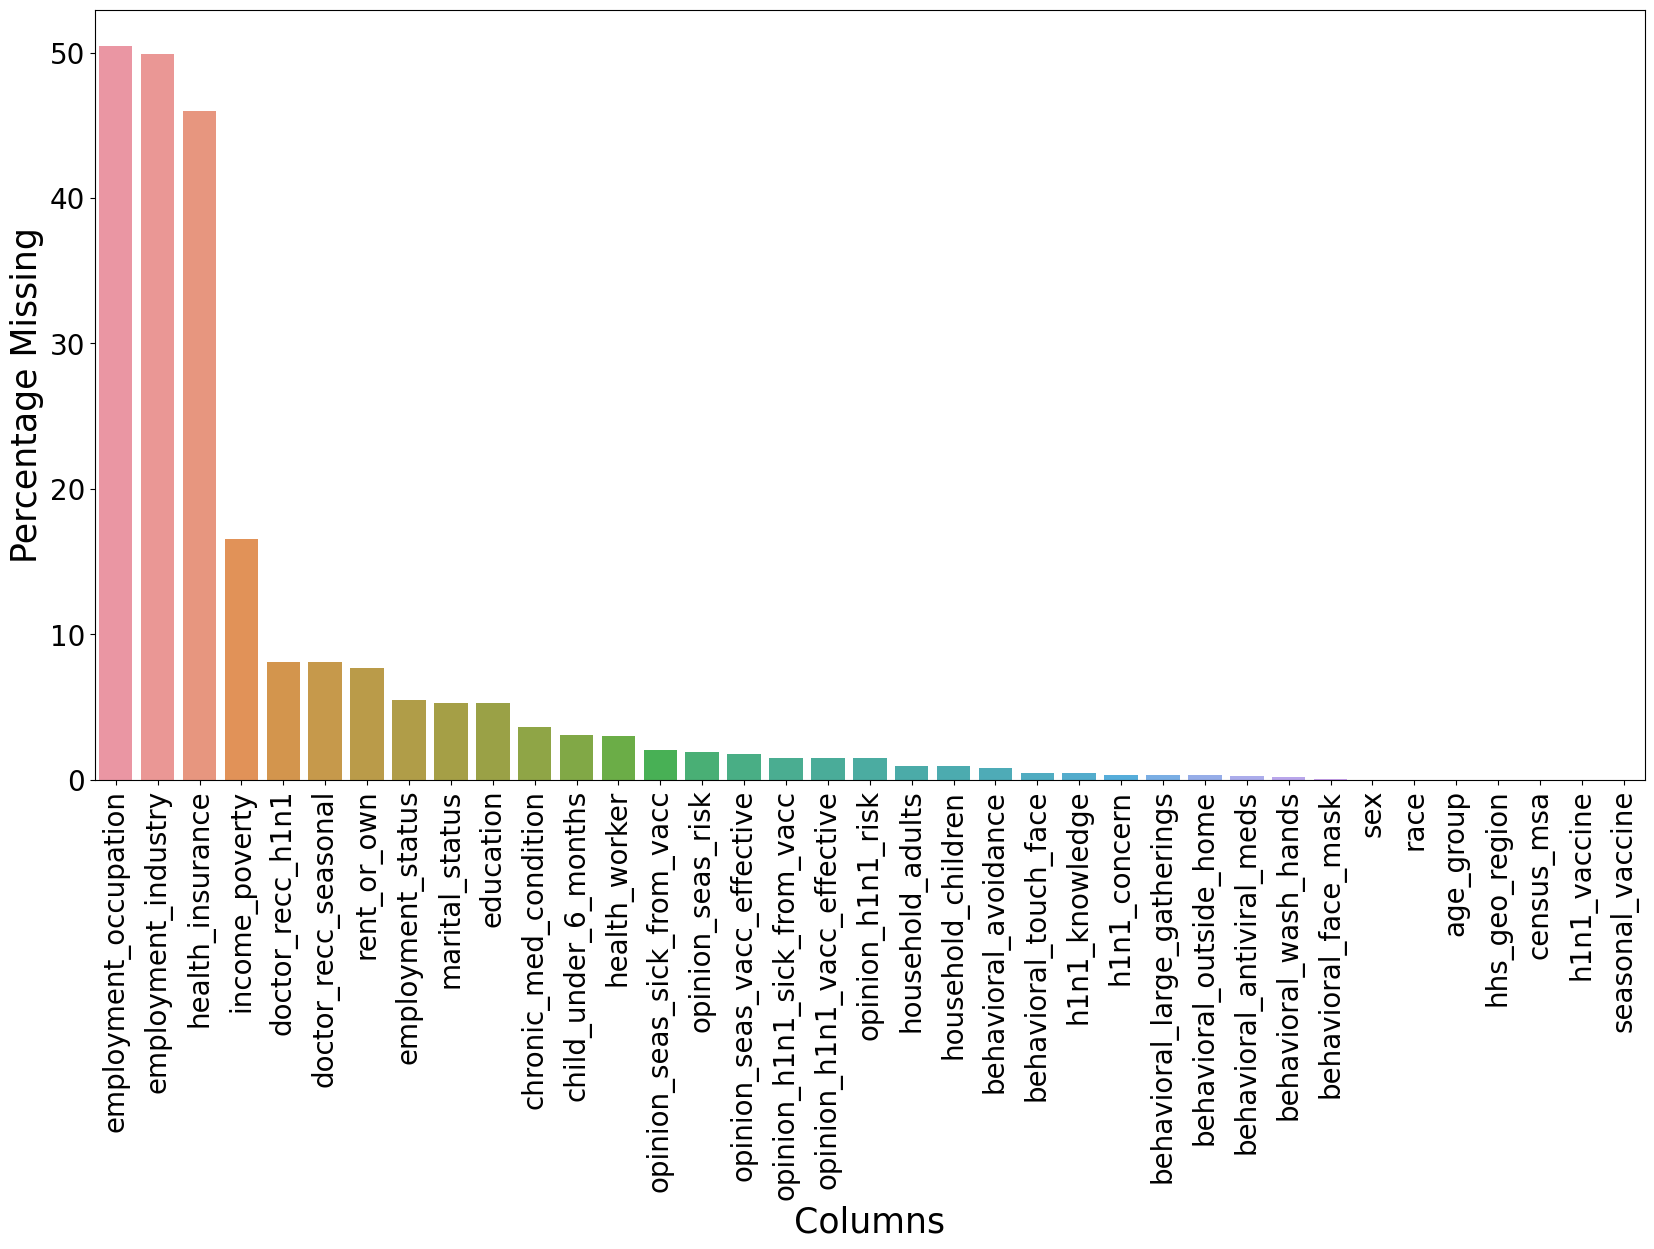 Percentage Missing
50
40
30
20
10
0
employment_occupation
employment_industry
health_insurance
income_poverty
doctor_recc_h1n1
doctor_recc_seasonal
rent_or_own
employment_status
marital_status
education
chronic_med_condition
child_under_6_months
health_worker
opinion_seas_sick_from_vacc
opinion_seas_risk
opinion_seas_vacc_effective
opinion_h1n1_sick_from_vacc
opinion_h1n1_vacc_effective
opinion_h1n1_risk
household_adults
household_children
behavioral_avoidance
behavioral_touch_face
h1n1_knowledge
h1n1_concern
behavioral_large_gatherings
behavioral_outside_home
behavioral_antiviral_meds
behavioral_wash_hands
behavioral_face_mask
sex
race
age_group
hhs_geo_region
census_msa
h1n1_vaccine
seasonal_vaccine
Columns